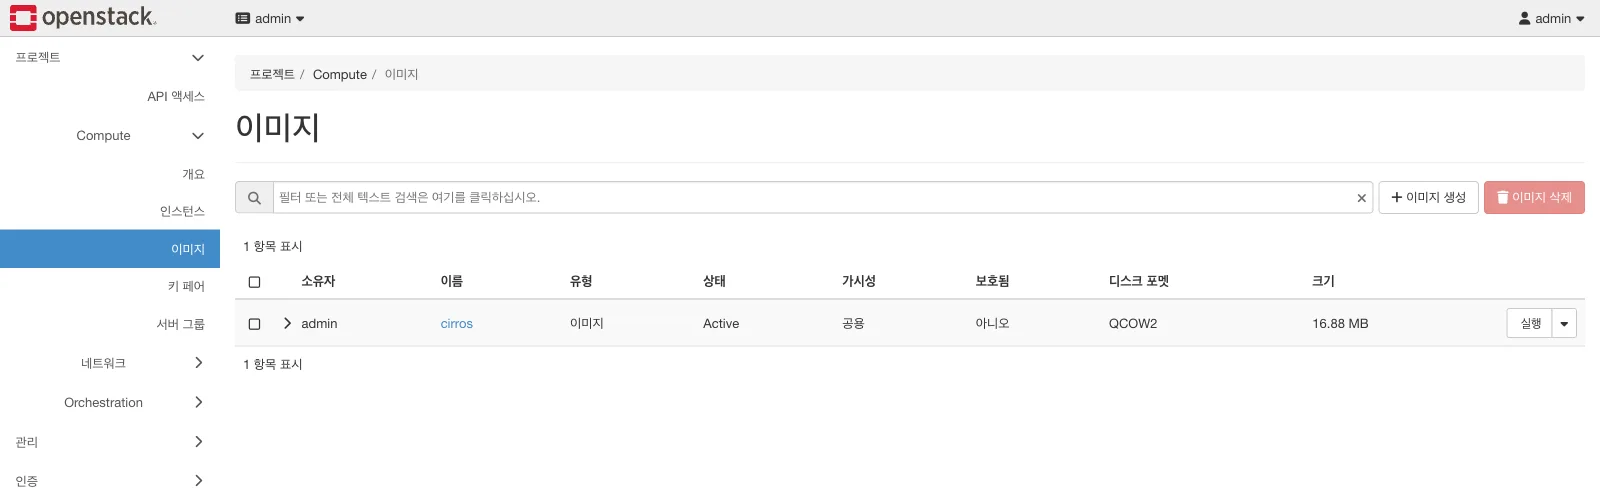 openstack.
admin
admin
프로젝트
API 액세스
Compute
개요
인스턴스
이미지
키 페어
서버 그룹
네트워크
Orchestration
관리
인증
프로젝트 / Compute / 이미지
이미지
필터 또는 전체 텍스트 검색은 여기를 클릭하십시오.
이미지 생성
이미지 삭제
1 항목 표시
소유자 이름 유형 상태 가시성 보호됨 디스크 포멧 크기
admin cirros 이미지 Active 공용 아니오 QCOW2 16.88 MB 실행
1 항목 표시